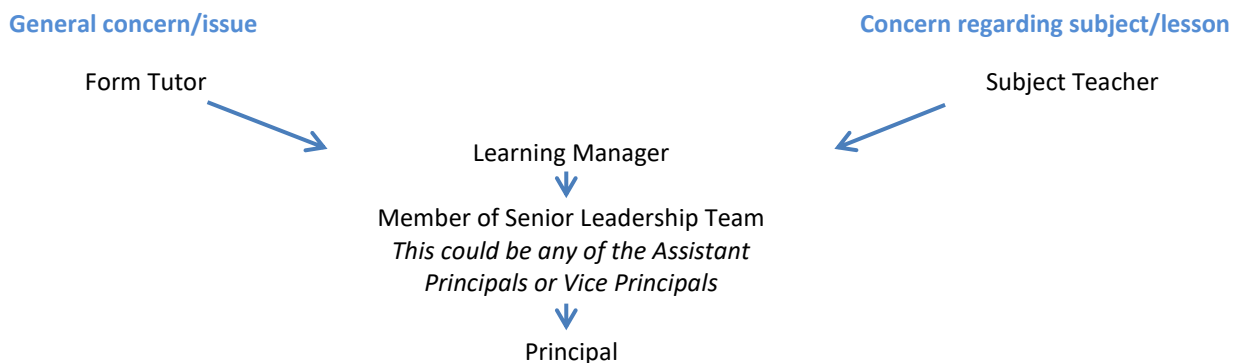 General concern/issue
Concern regarding subject/lesson
Form Tutor
Subject Teacher
Learning Manager
Member of Senior Leadership Team
This could be any of the Assistant
Principals or Vice Principals
Principal